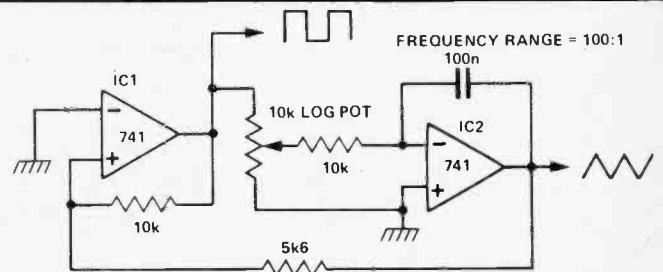 FREQUENCY RANGE = 100:1
100n
IC1
10k LOG POT
IC2
−
741
+
10k
−
741
+
10k
5k6